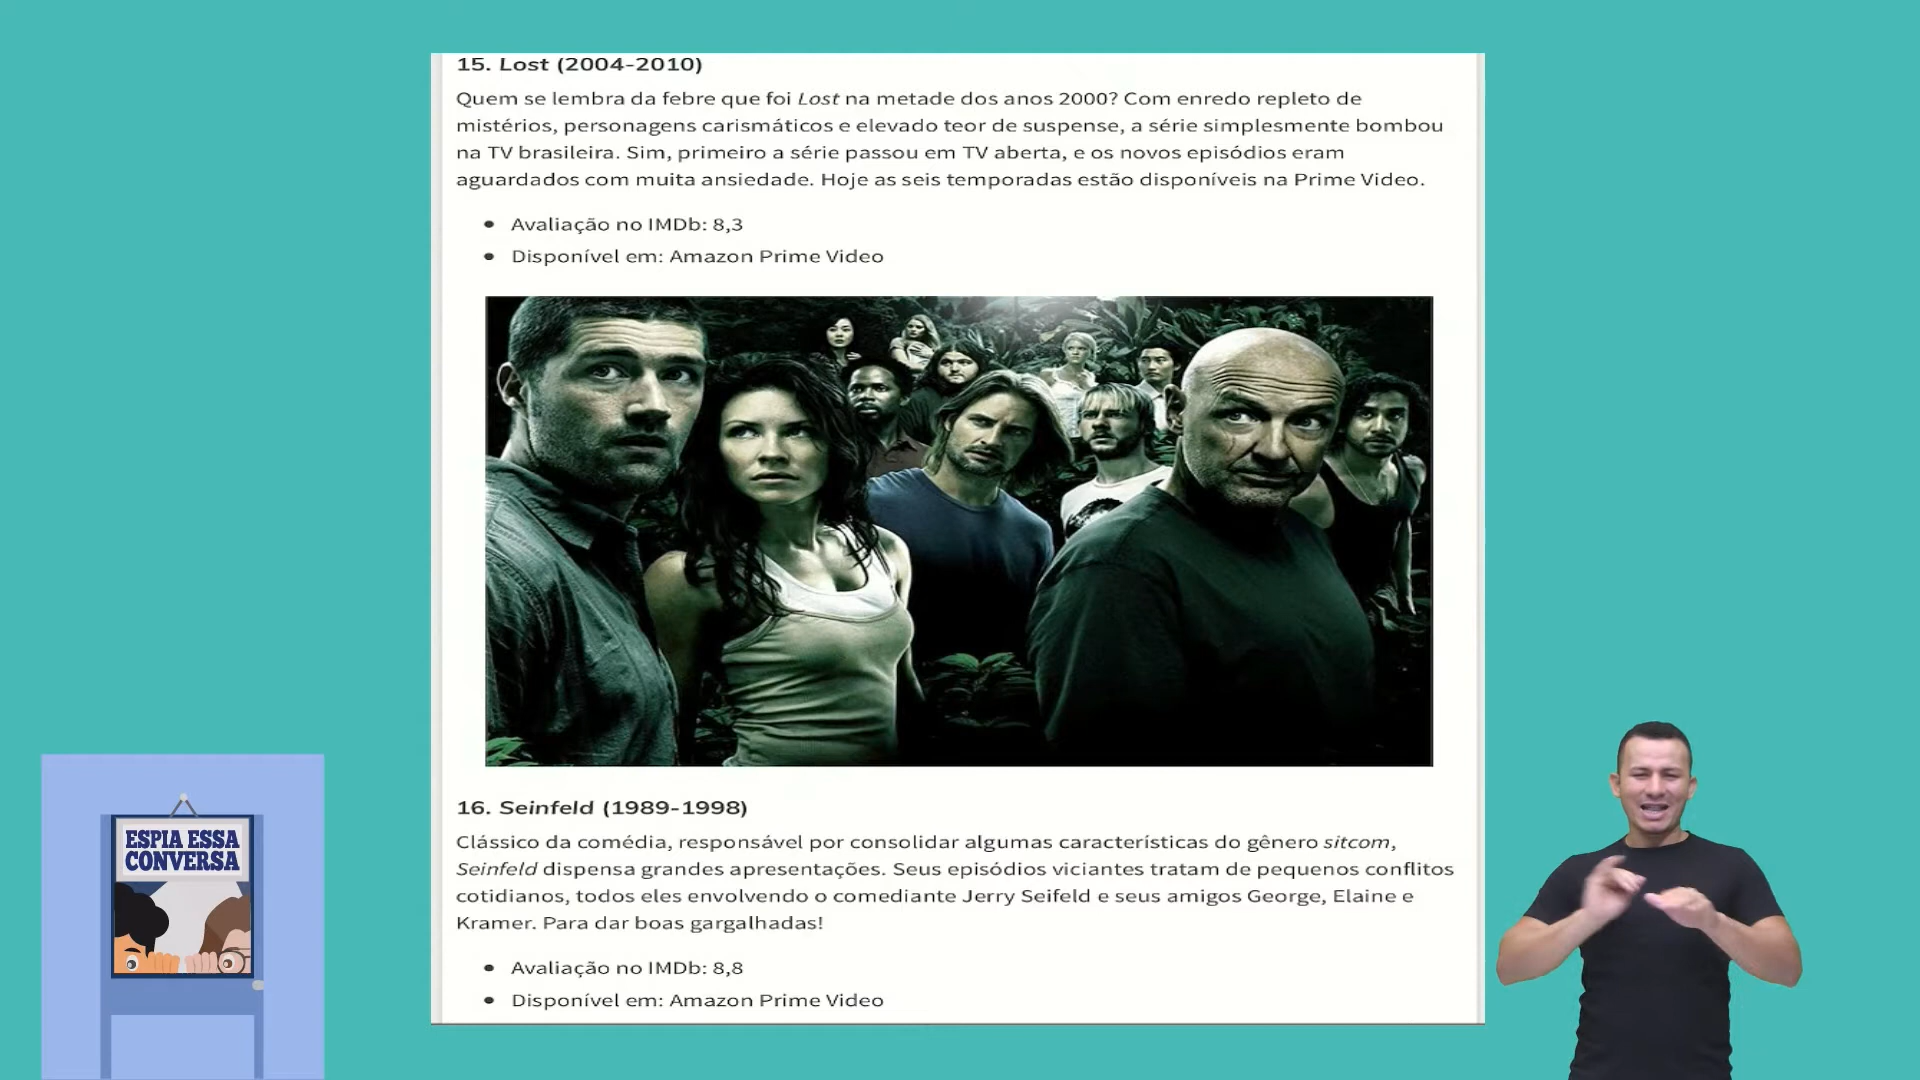 15. Lost (2004-2010)
Quem se lembra da febre que foi Lost na metade dos anos 2000? Com enredo repleto de
mistérios, personagens carismáticos e elevado teor de suspense, a série simplesmente bombou
na TV brasileira. Sim, primeiro a série passou em TV aberta, e os novos episódios eram
aguardados com muita ansiedade. Hoje as seis temporadas estão disponíveis na Prime Video.
• Avaliação no IMDb: 8,3
• Disponível em: Amazon Prime Video
16. Seinfeld (1989-1998)
Clássico da comédia, responsável por consolidar algumas características do gênero sitcom,
Seinfeld dispensa grandes apresentações. Seus episódios viciantes tratam de pequenos conflitos
cotidianos, todos eles envolvendo o comediante Jerry Seifeld e seus amigos George, Elaine e
Kramer. Para dar boas gargalhadas!
• Avaliação no IMDb: 8,8
• Disponível em: Amazon Prime Video
ESPIA ESSA
CONVERSA